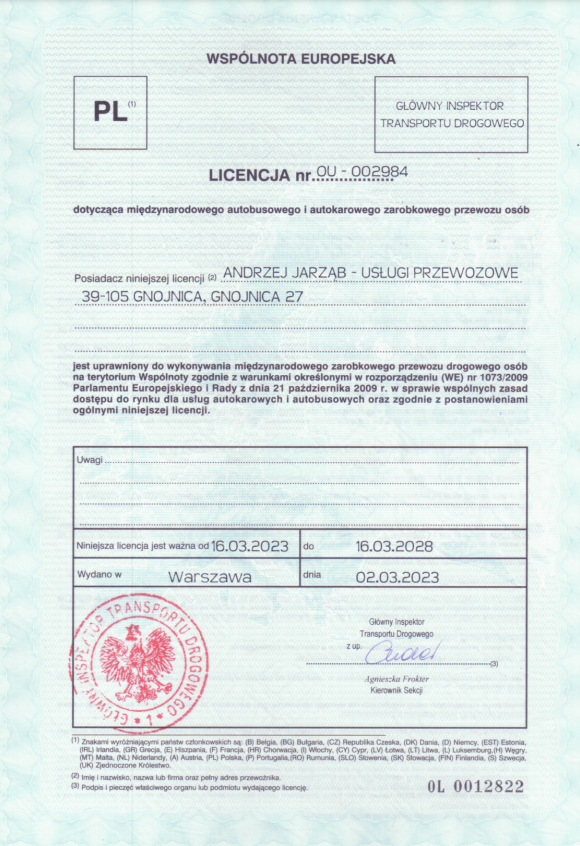 WSPÓLNOTA EUROPEJSKA
PL (1)
GŁÓWNY INSPEKTOR
TRANSPORTU DROGOWEGO
LICENCJA nr OU - 002984
dotycząca międzynarodowego autobusowego i autokarowego zarobkowego przewozu osób
Posiadacz niniejszej licencji (2) ANDRZEJ JARZĄB - USŁUGI PRZEWOZOWE
39-105 GNOJNICA, GNOJNICA 27
jest uprawniony do wykonywania międzynarodowego zarobkowego przewozu drogowego osób
na terytorium Wspólnoty zgodnie z warunkami określonymi w rozporządzeniu (WE) nr 1073/2009
Parlamentu Europejskiego i Rady z dnia 21 października 2009 r. w sprawie wspólnych zasad
dostępu do rynku dla usług autokarowych i autobusowych oraz zgodnie z postanowieniami
ogólnymi niniejszej licencji.
Uwagi
Niniejsza licencja jest ważna od 16.03.2023 do 16.03.2028
Wydano w Warszawa dnia 02.03.2023
GŁÓWNY INSPEKTOR TRANSPORTU DROGOWEGO * 1 *
Główny Inspektor
Transportu Drogowego
z up.
(3)
Agnieszka Frokter
Kierownik Sekcji
(1) Znakami wyróżniającymi państw członkowskich są: (B) Belgia, (BG) Bułgaria, (CZ) Republika Czeska, (DK) Dania, (D) Niemcy, (EST) Estonia,
(IRL) Irlandia, (GR) Grecja, (E) Hiszpania, (F) Francja, (HR) Chorwacja, (I) Włochy, (CY) Cypr, (LV) Łotwa, (LT) Litwa, (L) Luksemburg,(H) Węgry,
(MT) Malta, (NL) Niderlandy, (A) Austria, (PL) Polska, (P) Portugalia,(RO) Rumunia, (SLO) Słowenia, (SK) Słowacja, (FIN) Finlandia, (S) Szwecja,
(UK) Zjednoczone Królestwo.
(2) Imię i nazwisko, nazwa lub firma oraz pełny adres przewoźnika.
(3) Podpis i pieczęć właściwego organu lub podmiotu wydającego licencję.
OL 0012822